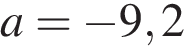 a = −9,2